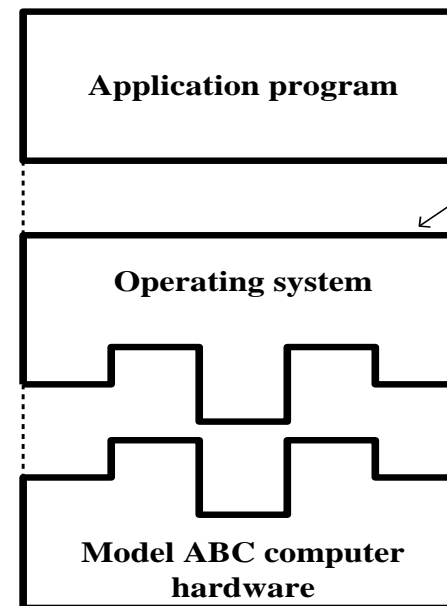 Application program
Operating system
Model ABC computer
hardware